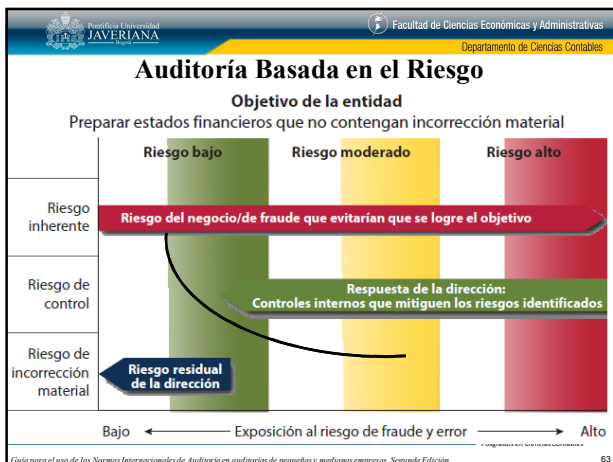 Pontificia Universidad
JAVERIANA
Bogotá
Facultad de Ciencias Económicas y Administrativas
Departamento de Ciencias Contables
Auditoría Basada en el Riesgo
Objetivo de la entidad
Preparar estados financieros que no contengan incorrección material
Riesgo bajo Riesgo moderado Riesgo alto
Riesgo
inherente
Riesgo del negocio/de fraude que evitarían que se logre el objetivo
Riesgo de
control
Respuesta de la dirección:
Controles internos que mitiguen los riesgos identificados
Riesgo de
incorrección
material
Riesgo residual
de la dirección
Bajo Exposición al riesgo de fraude y error Alto
Posgrados en Ciencias Contables
Guía para el uso de las Normas Internacionales de Auditoría en auditorías de pequeñas y medianas empresas. Segunda Edición
63